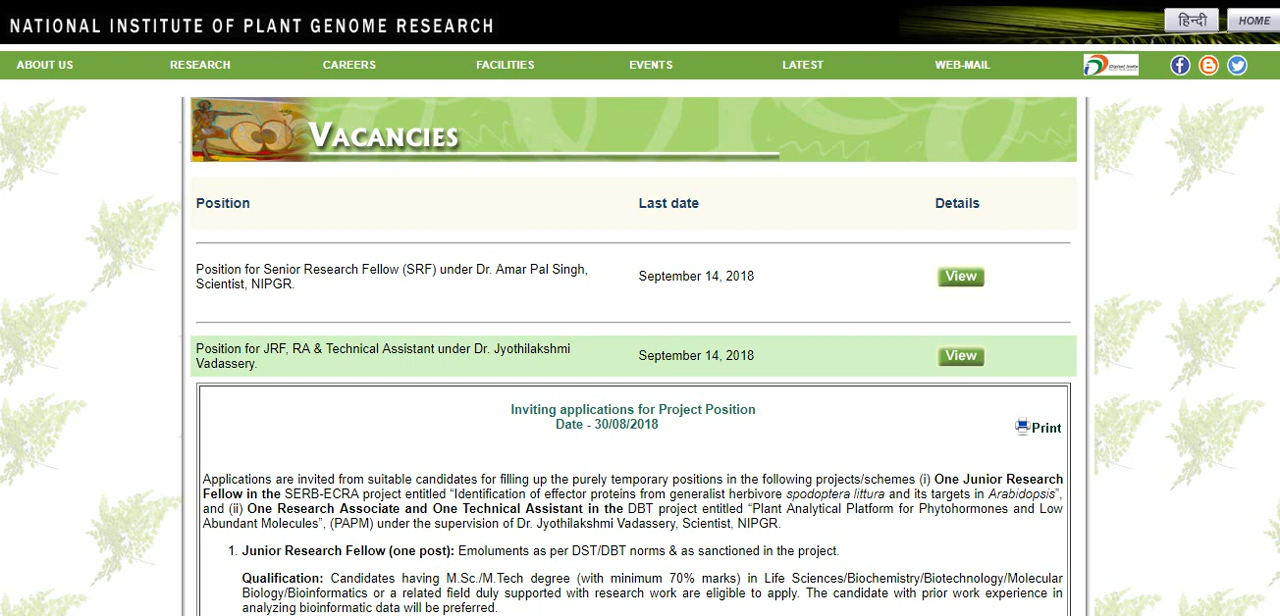 NATIONAL INSTITUTE OF PLANT GENOME RESEARCH
हिन्दी
HOME
ABOUT US
RESEARCH
CAREERS
FACILITIES
EVENTS
LATEST
WEB-MAIL
VACANCIES
Position
Last date
Details
Position for Senior Research Fellow (SRF) under Dr. Amar Pal Singh,
Scientist, NIPGR.
September 14, 2018
View
Position for JRF, RA & Technical Assistant under Dr. Jyothilakshmi
Vadassery.
September 14, 2018
View
Inviting applications for Project Position
Date - 30/08/2018
Print
Applications are invited from suitable candidates for filling up the purely temporary positions in the following projects/schemes (i) One Junior Research
Fellow in the SERB-ECRA project entitled “Identification of effector proteins from generalist herbivore spodoptera littura and its targets in Arabidopsis”,
and (ii) One Research Associate and One Technical Assistant in the DBT project entitled “Plant Analytical Platform for Phytohormones and Low
Abundant Molecules”, (PAPM) under the supervision of Dr. Jyothilakshmi Vadassery, Scientist, NIPGR.
1. Junior Research Fellow (one post): Emoluments as per DST/DBT norms & as sanctioned in the project.
Qualification: Candidates having M.Sc./M.Tech degree (with minimum 70% marks) in Life Sciences/Biochemistry/Biotechnology/Molecular
Biology/Bioinformatics or a related field duly supported with research work are eligible to apply. The candidate with prior work experience in
analyzing bioinformatic data will be preferred.